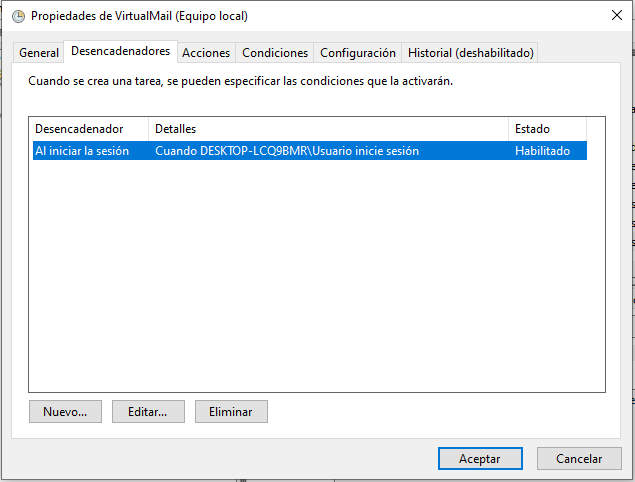 Propiedades de VirtualMail (Equipo local)
General Desencadenadores Acciones Condiciones Configuración Historial (deshabilitado)
Cuando se crea una tarea, se pueden especificar las condiciones que la activarán.
Desencadenador Detalles Estado
Al iniciar la sesión Cuando DESKTOP-LCQ9BMR\Usuario inicie sesión Habilitado
Nuevo... Editar... Eliminar
Aceptar Cancelar